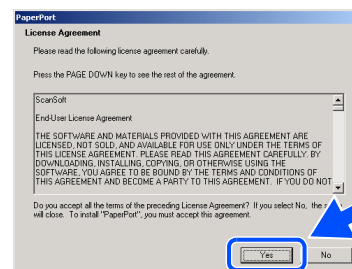 PaperPort
License Agreement
Please read the following license agreement carefully.
Press the PAGE DOWN key to see the rest of the agreement.
ScanSoft
End-User License Agreement
THE SOFTWARE AND MATERIALS PROVIDED WITH THIS AGREEMENT ARE
LICENSED, NOT SOLD, AND AVAILABLE FOR USE ONLY UNDER THE TERMS OF
THIS LICENSE AGREEMENT. PLEASE READ THIS AGREEMENT CAREFULLY. BY
DOWNLOADING, INSTALLING, COPYING, OR OTHERWISE USING THE
SOFTWARE, YOU AGREE TO BE BOUND BY THE TERMS AND CONDITIONS OF
THIS AGREEMENT AND BECOME A PARTY TO THIS AGREEMENT. IF YOU DO NOT
Do you accept all the terms of the preceding License Agreement? If you select No, the
will close. To install "PaperPort", you must accept this agreement.
Yes
No